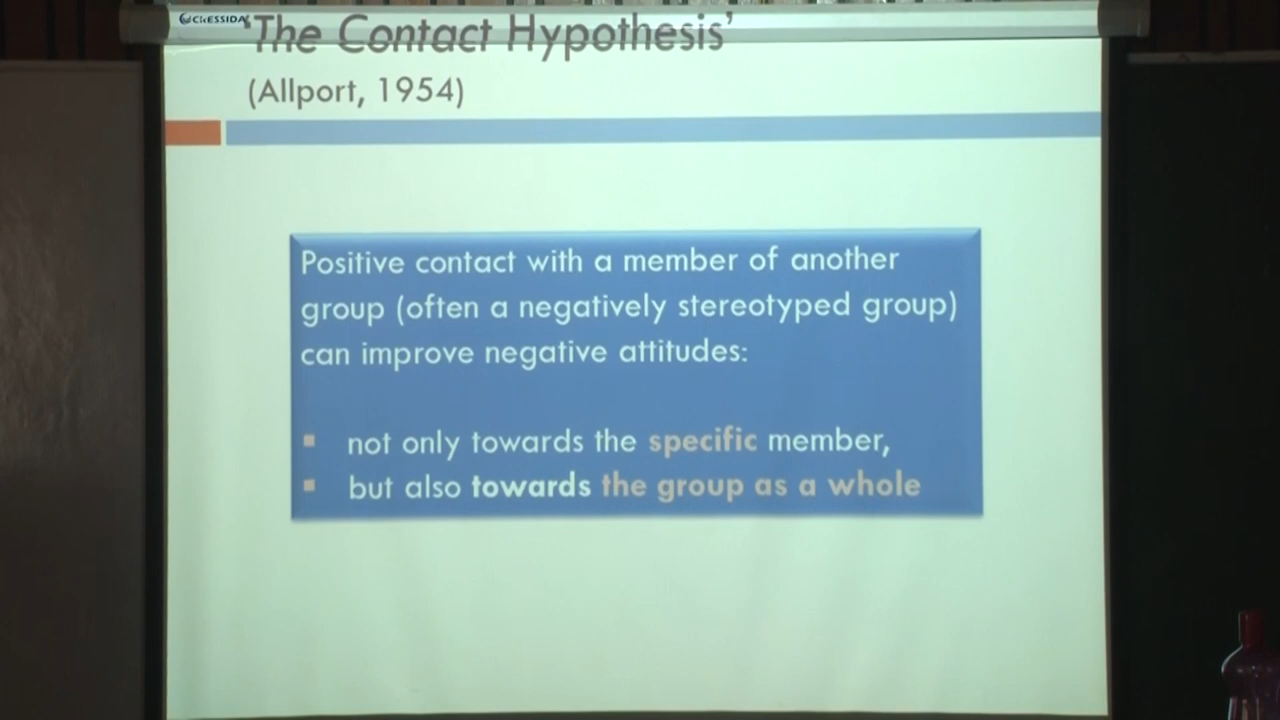 CRESSIDA
'The Contact Hypothesis'
(Allport, 1954)
Positive contact with a member of another
group (often a negatively stereotyped group)
can improve negative attitudes:
▪ not only towards the specific member,
▪ but also towards the group as a whole